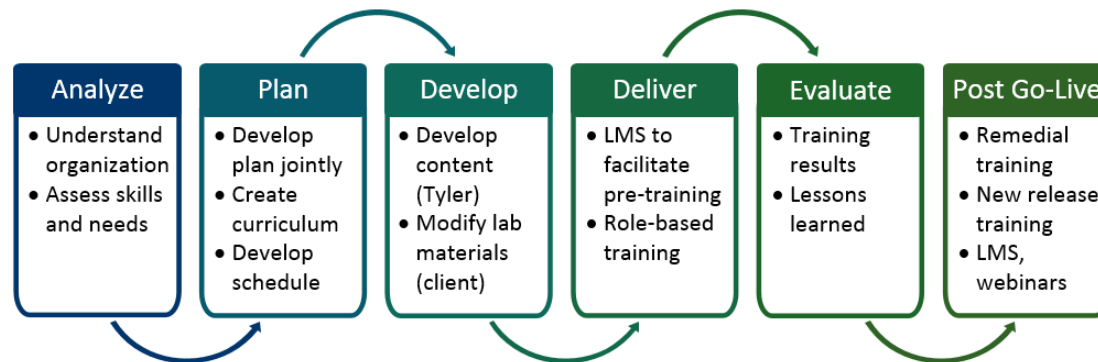 Analyze
• Understand
organization
• Assess skills
and needs
Plan
• Develop
plan jointly
• Create
curriculum
• Develop
schedule
Develop
• Develop
content
(Tyler)
• Modify lab
materials
(client)
Deliver
• LMS to
facilitate
pre-training
• Role-based
training
Evaluate
• Training
results
• Lessons
learned
Post Go-Live
• Remedial
training
• New release
training
• LMS,
webinars